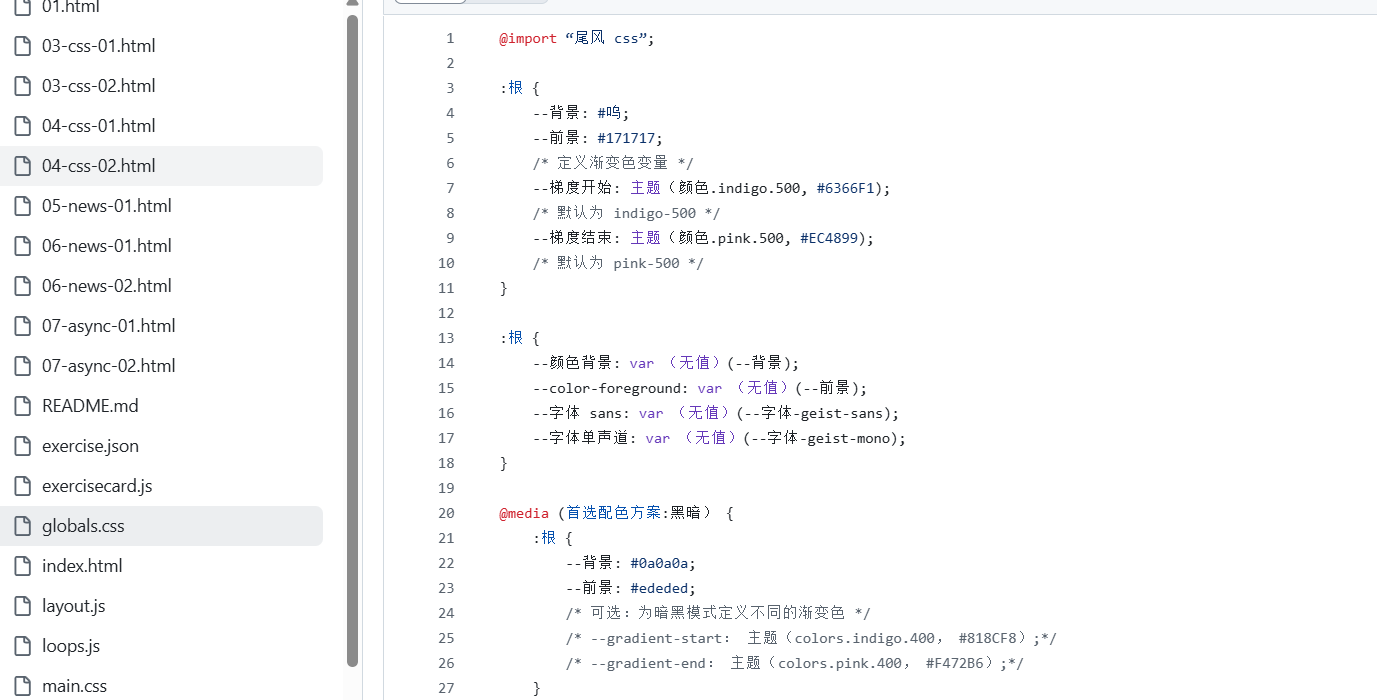 01.html
03-css-01.html
03-css-02.html
04-css-01.html
04-css-02.html
05-news-01.html
06-news-01.html
06-news-02.html
07-async-01.html
07-async-02.html
README.md
exercise.json
exercisecard.js
globals.css
index.html
layout.js
loops.js
main.css
1 @import “尾风 css”;
2
3 :根 {
4 --背景: #呜;
5 --前景: #171717;
6 /* 定义渐变色变量 */
7 --梯度开始: 主题（颜色.indigo.500, #6366F1);
8 /* 默认为 indigo-500 */
9 --梯度结束: 主题（颜色.pink.500, #EC4899);
10 /* 默认为 pink-500 */
11 }
12
13 :根 {
14 --颜色背景: var （无值）(--背景);
15 --color-foreground: var （无值）(--前景);
16 --字体 sans: var （无值）(--字体-geist-sans);
17 --字体单声道: var （无值）(--字体-geist-mono);
18 }
19
20 @media (首选配色方案:黑暗） {
21 :根 {
22 --背景: #0a0a0a;
23 --前景: #ededed;
24 /* 可选：为暗黑模式定义不同的渐变色 */
25 /* --gradient-start： 主题（colors.indigo.400， #818CF8）;*/
26 /* --gradient-end： 主题（colors.pink.400， #F472B6）;*/
27 }